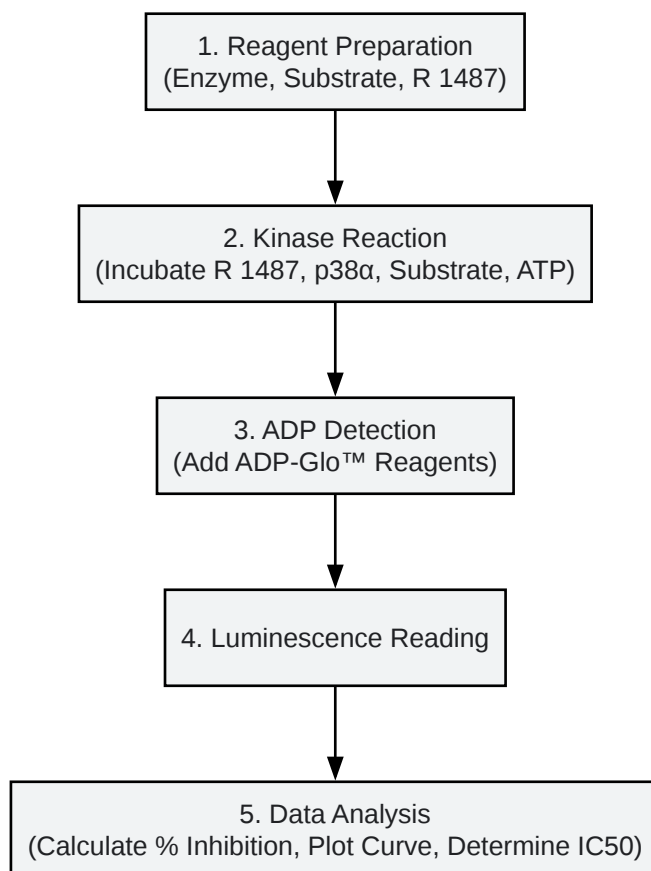 1. Reagent Preparation
(Enzyme, Substrate, R 1487)
2. Kinase Reaction
(Incubate R 1487, p38α, Substrate, ATP)
3. ADP Detection
(Add ADP-Glo™ Reagents)
4. Luminescence Reading
5. Data Analysis
(Calculate % Inhibition, Plot Curve, Determine IC50)